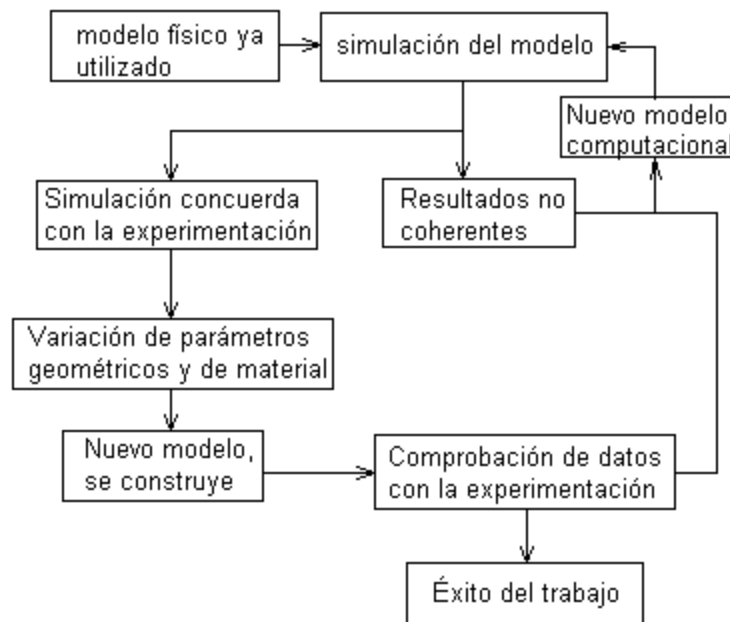 modelo físico ya
utilizado
simulación del modelo
Nuevo modelo
computacional
Simulación concuerda
con la experimentación
Resultados no
coherentes
Variación de parámetros
geométricos y de material
Nuevo modelo,
se construye
Comprobación de datos
con la experimentación
Éxito del trabajo